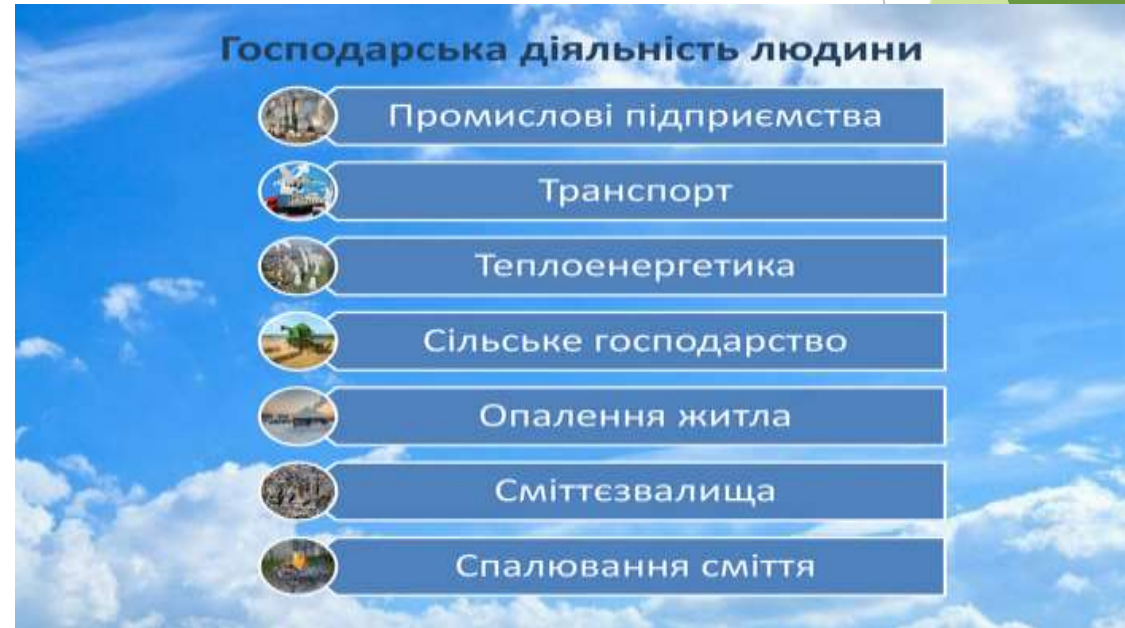 Господарська діяльність людини
Промислові підприємства
Транспорт
Теплоенергетика
Сільське господарство
Опалення житла
Сміттєзвалища
Спалювання сміття